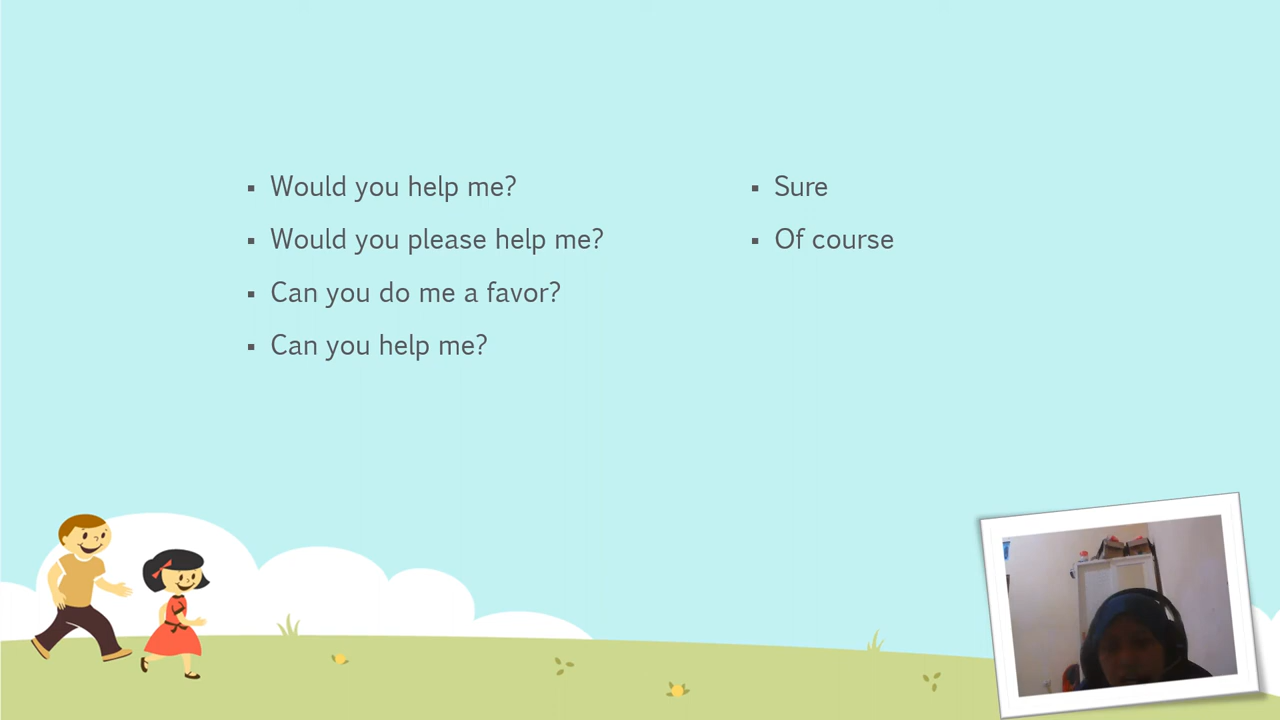 Would you help me?
Would you please help me?
Can you do me a favor?
Can you help me?
Sure
Of course